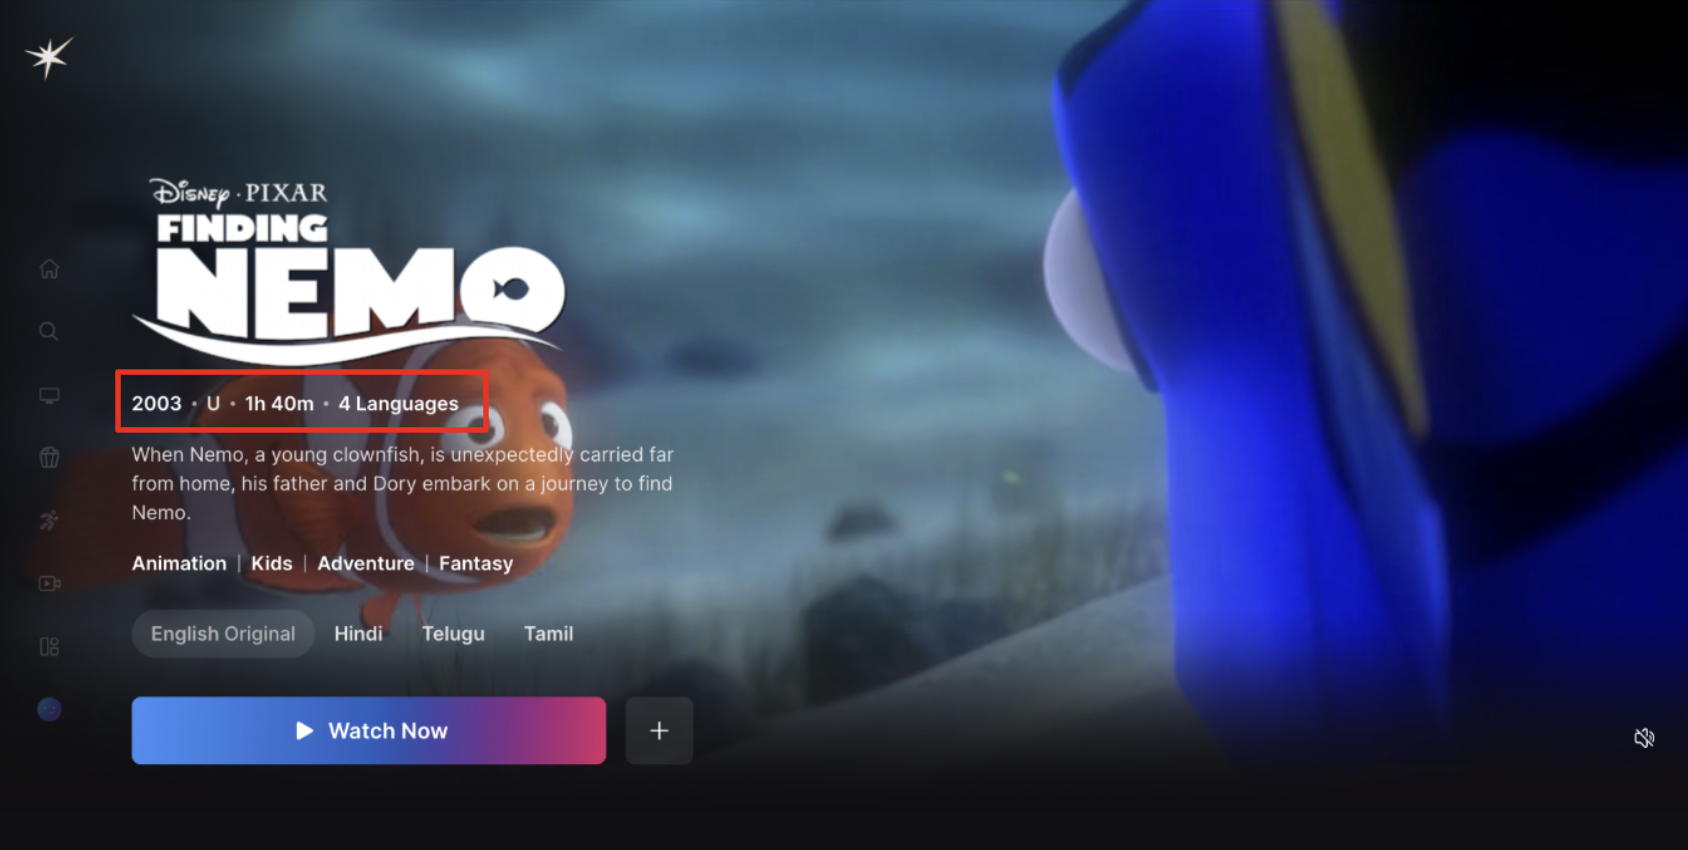 Disney · PIXAR
FINDING
NEMO
2003 · U · 1h 40m · 4 Languages
When Nemo, a young clownfish, is unexpectedly carried far
from home, his father and Dory embark on a journey to find
Nemo.
Animation | Kids | Adventure | Fantasy
English Original Hindi Telugu Tamil
Watch Now +